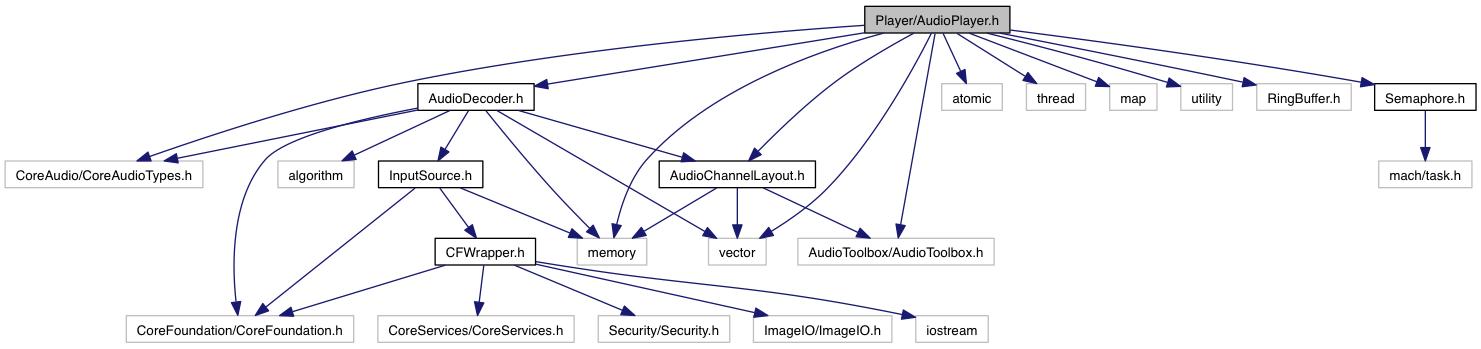 Player/AudioPlayer.h
AudioDecoder.h
atomic
thread
map
utility
RingBuffer.h
Semaphore.h
CoreAudio/CoreAudioTypes.h
algorithm
InputSource.h
AudioChannelLayout.h
mach/task.h
CFWrapper.h
memory
vector
AudioToolbox/AudioToolbox.h
CoreFoundation/CoreFoundation.h
CoreServices/CoreServices.h
Security/Security.h
ImageIO/ImageIO.h
iostream